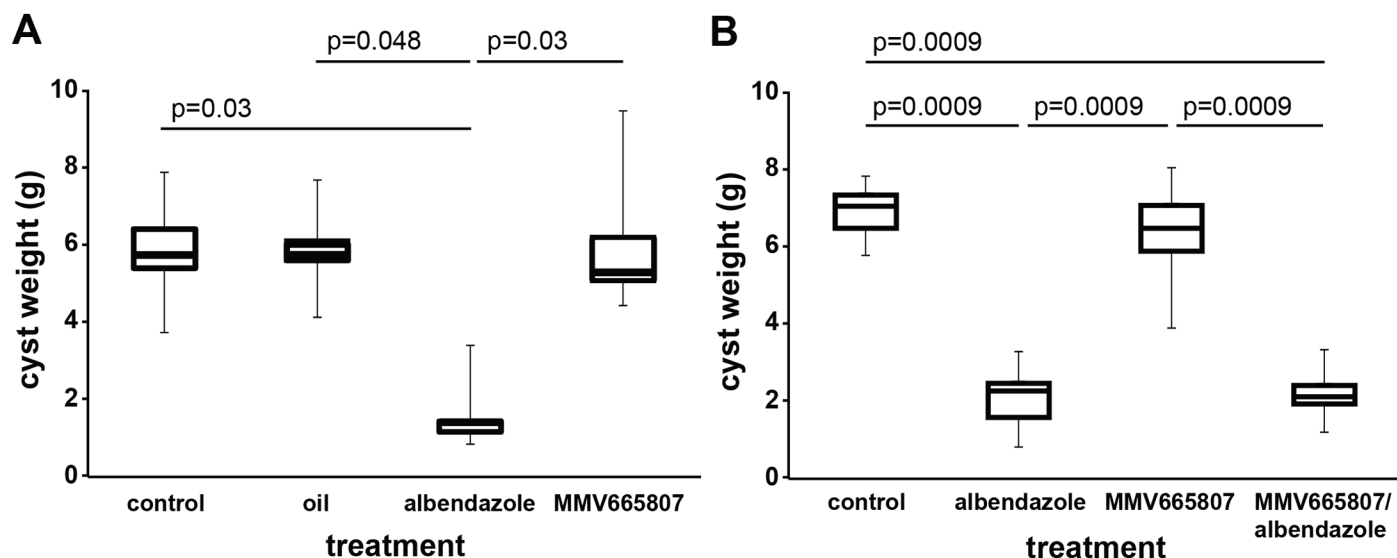 A
p=0.048
p=0.03
p=0.03
cyst weight (g)
10
8
6
4
2
0
control
oil
albendazole
MMV665807
treatment
B
p=0.0009
p=0.0009
p=0.0009
p=0.0009
cyst weight (g)
10
8
6
4
2
0
control
albendazole
MMV665807
MMV665807/
albendazole
treatment